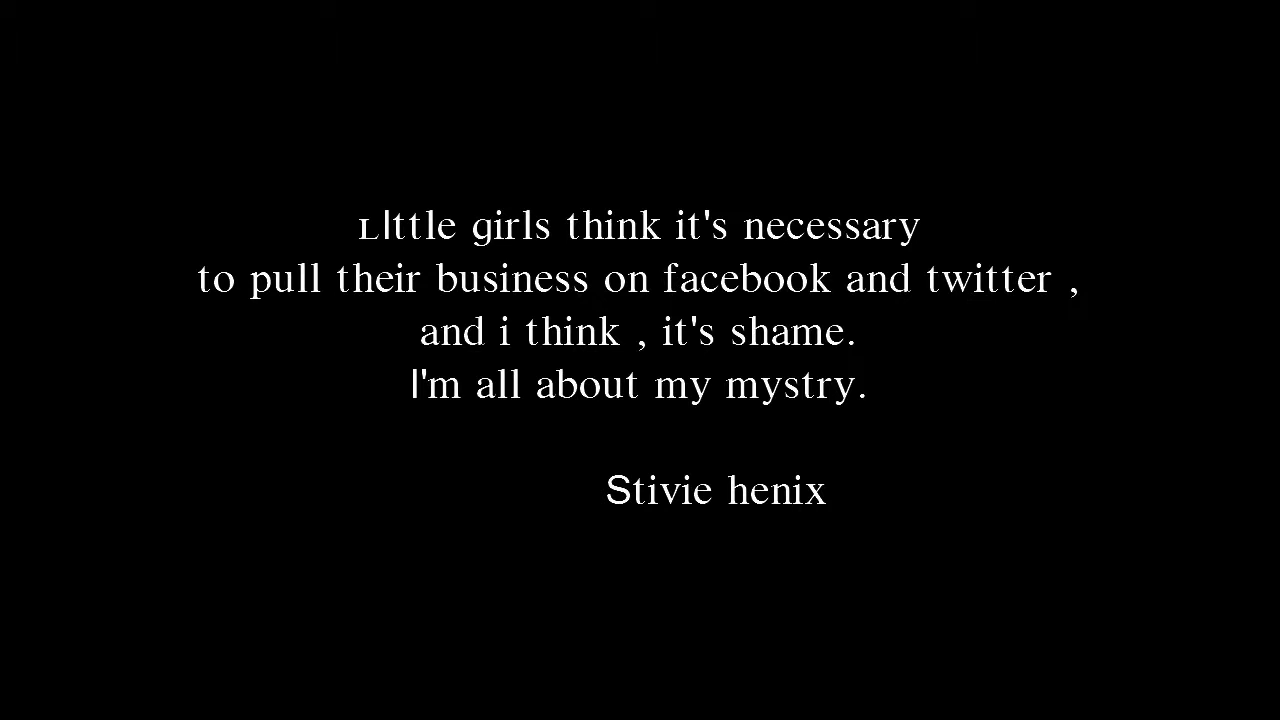 LIttle girls think it's necessary
to pull their business on facebook and twitter ,
and i think , it's shame.
I'm all about my mystry.
Stivie henix